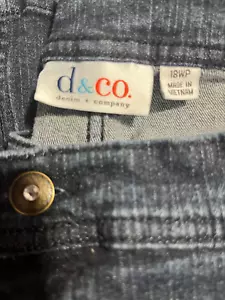 d&co.
denim + company
18WP
MADE IN
VIETNAM